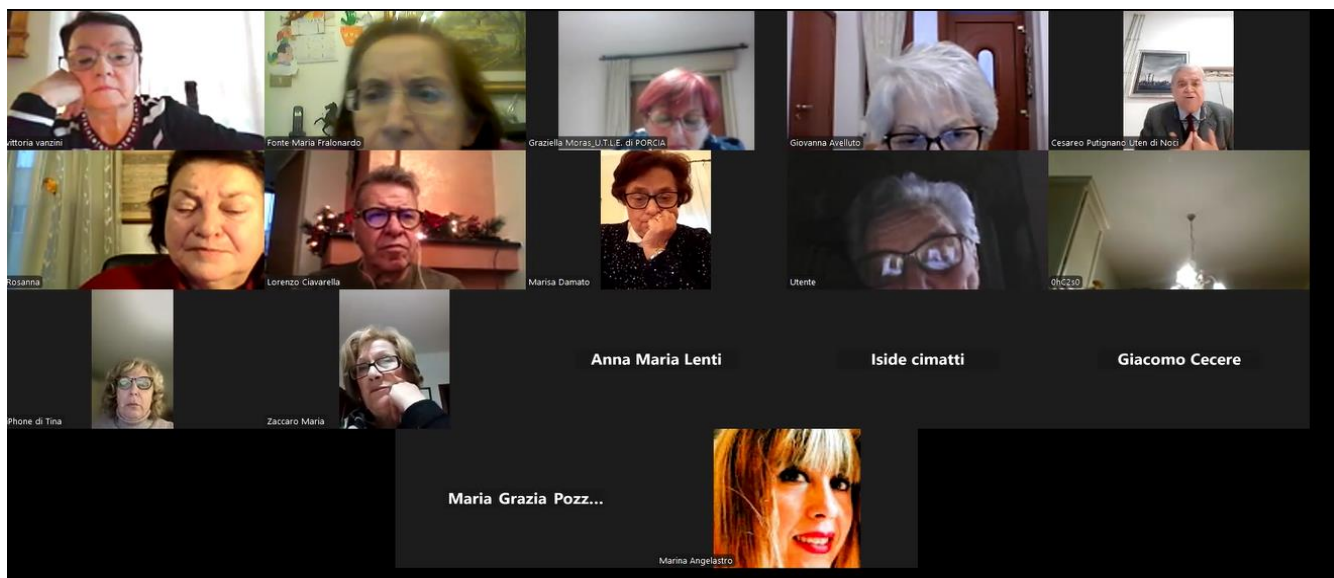 vittoria vanzini
Fonte Maria Fralonardo
Graziella Moras_U.T.L.E. di PORCIA
Giovanna Avelluto
Cesareo Putignano Uten di Noci
Rosanna
Lorenzo Ciavarella
Marisa Damato
Utente
0hC2s0
Phone di Tina
Zaccaro Maria
Anna Maria Lenti
Iside cimatti
Giacomo Cecere
Maria Grazia Pozz...
Marina Angelastro